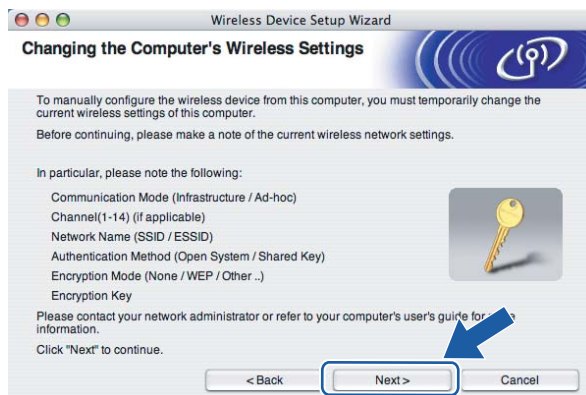 Wireless Device Setup Wizard
Changing the Computer's Wireless Settings
To manually configure the wireless device from this computer, you must temporarily change the
current wireless settings of this computer.
Before continuing, please make a note of the current wireless network settings.
In particular, please note the following:
Communication Mode (Infrastructure / Ad-hoc)
Channel(1-14) (if applicable)
Network Name (SSID / ESSID)
Authentication Method (Open System / Shared Key)
Encryption Mode (None / WEP / Other ..)
Encryption Key
Please contact your network administrator or refer to your computer's user's guide for
information.
Click "Next" to continue.
< Back Next > Cancel